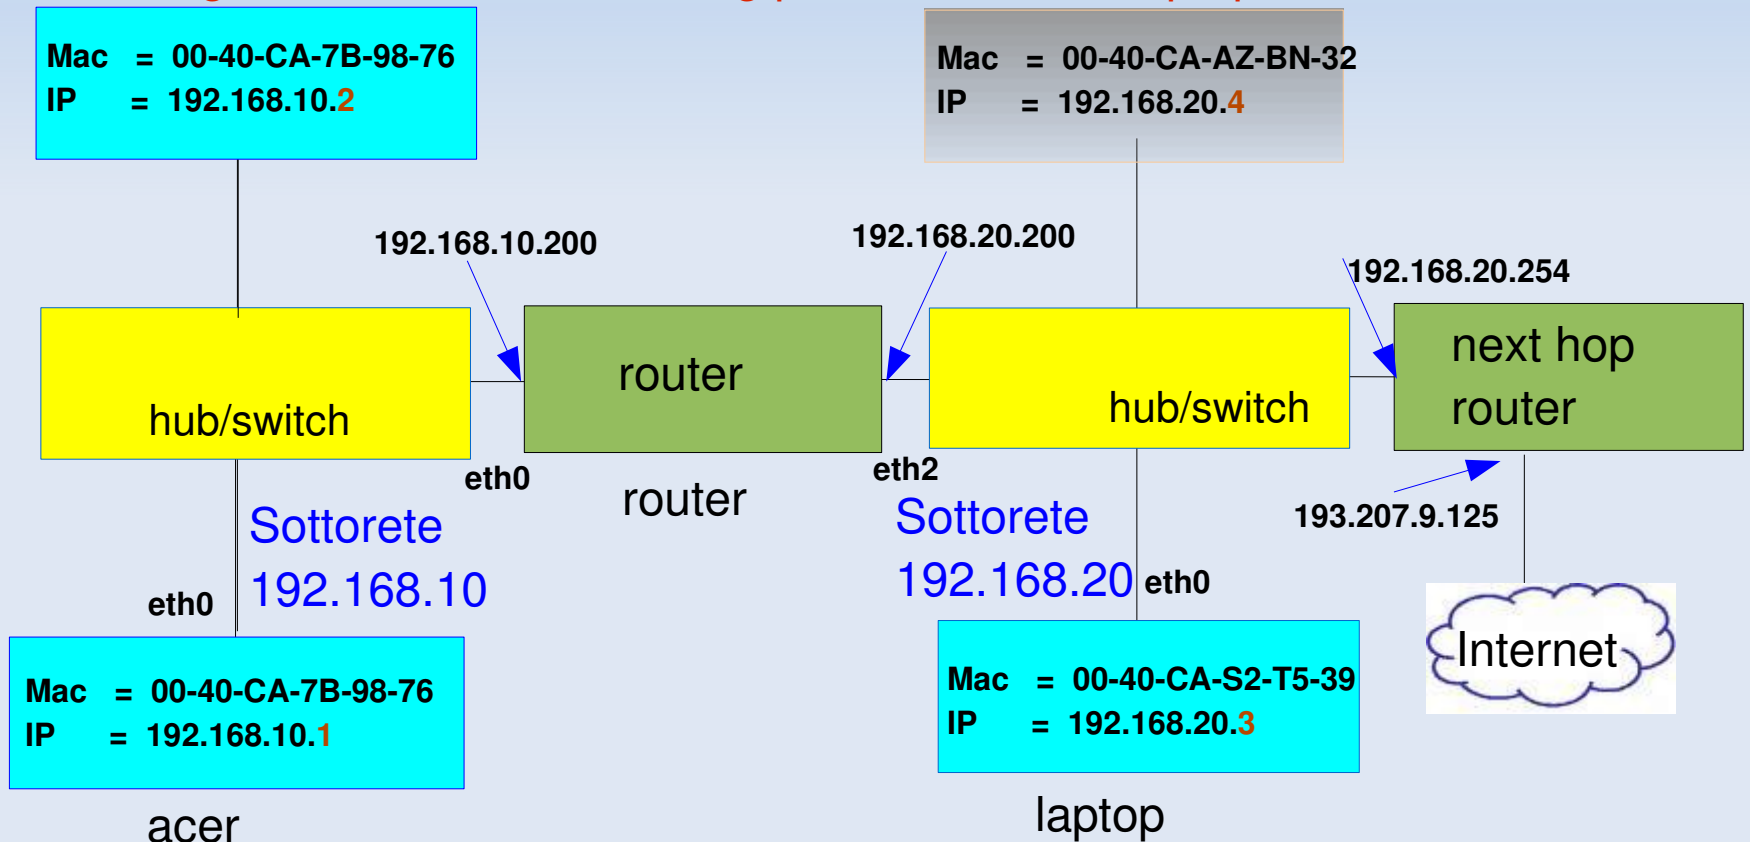 Mac = 00-40-CA-7B-98-76
IP = 192.168.10.2
Mac = 00-40-CA-AZ-BN-32
IP = 192.168.20.4
192.168.10.200
192.168.20.200
192.168.20.254
hub/switch
router
hub/switch
next hop
router
eth0
router
eth2
193.207.9.125
Sottorete
192.168.10
Sottorete
192.168.20
eth0
eth0
Internet
Mac = 00-40-CA-7B-98-76
IP = 192.168.10.1
Mac = 00-40-CA-S2-T5-39
IP = 192.168.20.3
acer
laptop